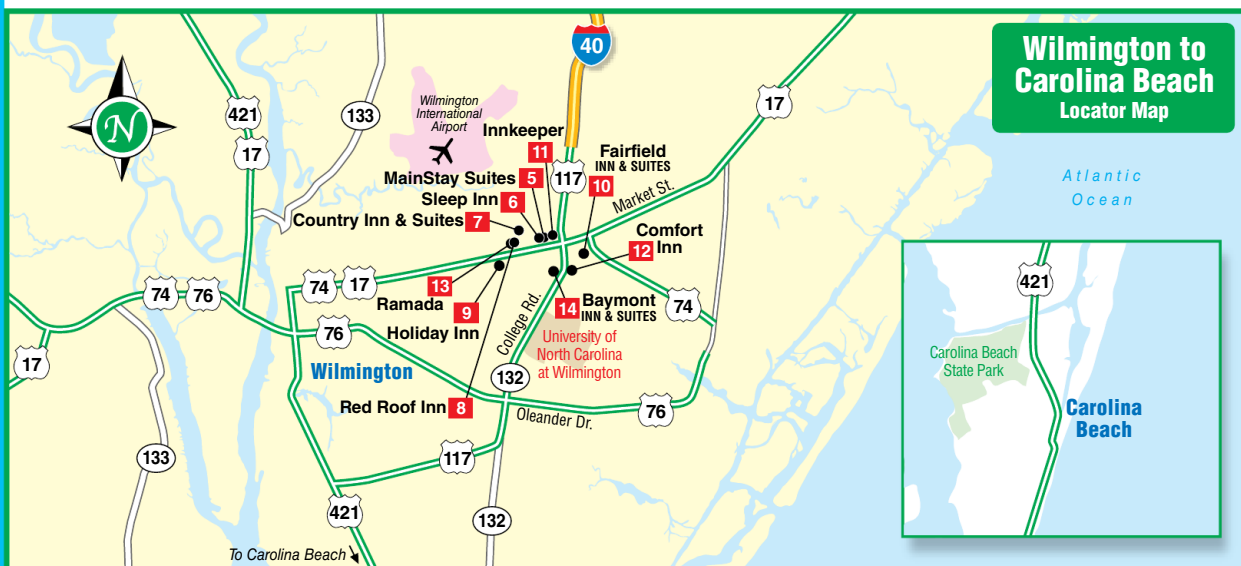 Wilmington to
Carolina Beach
Locator Map
40
N
421
133
17
17
Wilmington
International
Airport
Innkeeper
11
Fairfield
INN & SUITES
10
117
MainStay Suites 5
Market St.
Sleep Inn 6
Country Inn & Suites 7
Comfort
Inn
12
Atlantic
Ocean
74
76
74
17
13
Ramada
9
Holiday Inn
14
Baymont
INN & SUITES
74
College Rd.
University of
North Carolina
at Wilmington
76
17
Wilmington
132
Red Roof Inn 8
Oleander Dr.
76
133
117
421
132
To Carolina Beach
421
Carolina Beach
State Park
Carolina
Beach